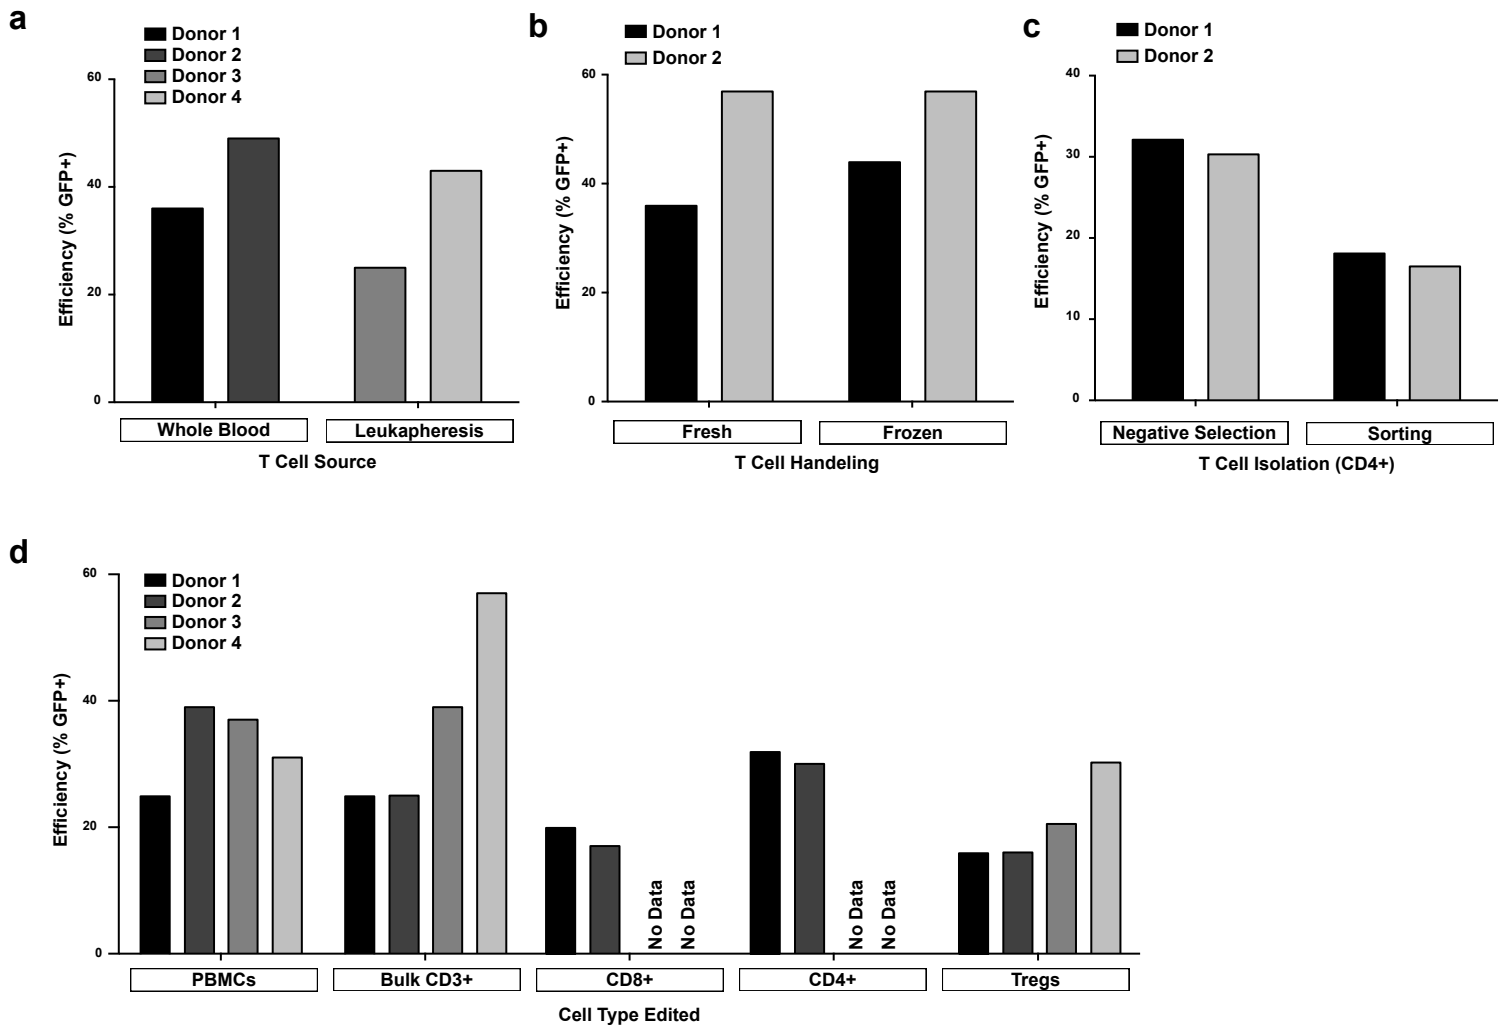 a
Donor 1
Donor 2
Donor 3
Donor 4
60
40
20
0
Efficiency (% GFP+)
Whole Blood
Leukapheresis
T Cell Source
b
Donor 1
Donor 2
60
40
20
0
Efficiency (% GFP+)
Fresh
Frozen
T Cell Handeling
c
Donor 1
Donor 2
40
30
20
10
0
Efficiency (% GFP+)
Negative Selection
Sorting
T Cell Isolation (CD4+)
d
Donor 1
Donor 2
Donor 3
Donor 4
60
40
20
0
Efficiency (% GFP+)
No Data
No Data
No Data
No Data
PBMCs
Bulk CD3+
CD8+
CD4+
Tregs
Cell Type Edited